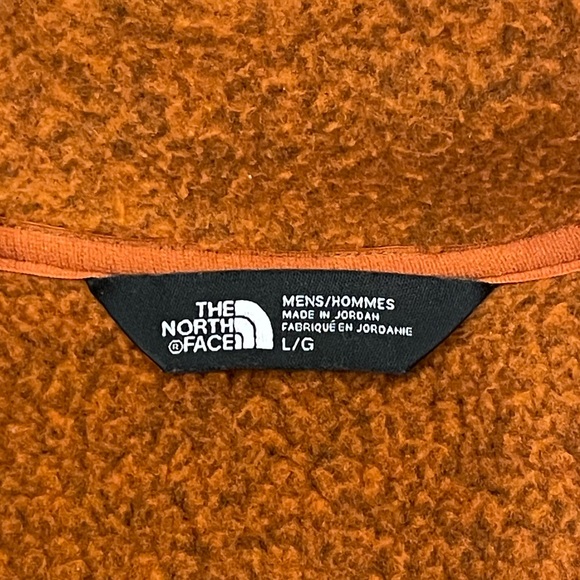 THE
NORTH
®FACE
MENS/HOMMES
MADE IN JORDAN
FABRIQUÉ EN JORDANIE
L/G